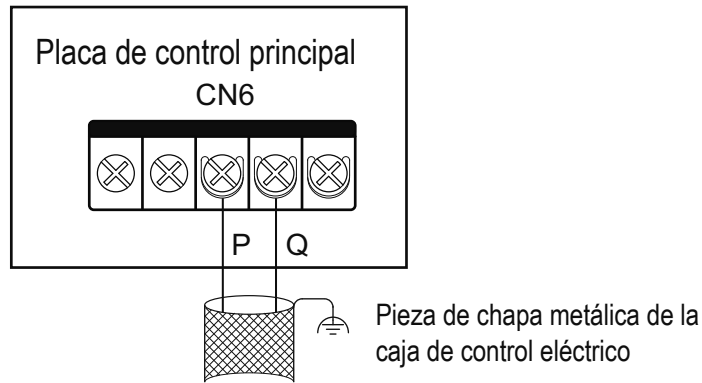 Placa de control principal
CN6
P Q
Pieza de chapa metálica de la
caja de control eléctrico